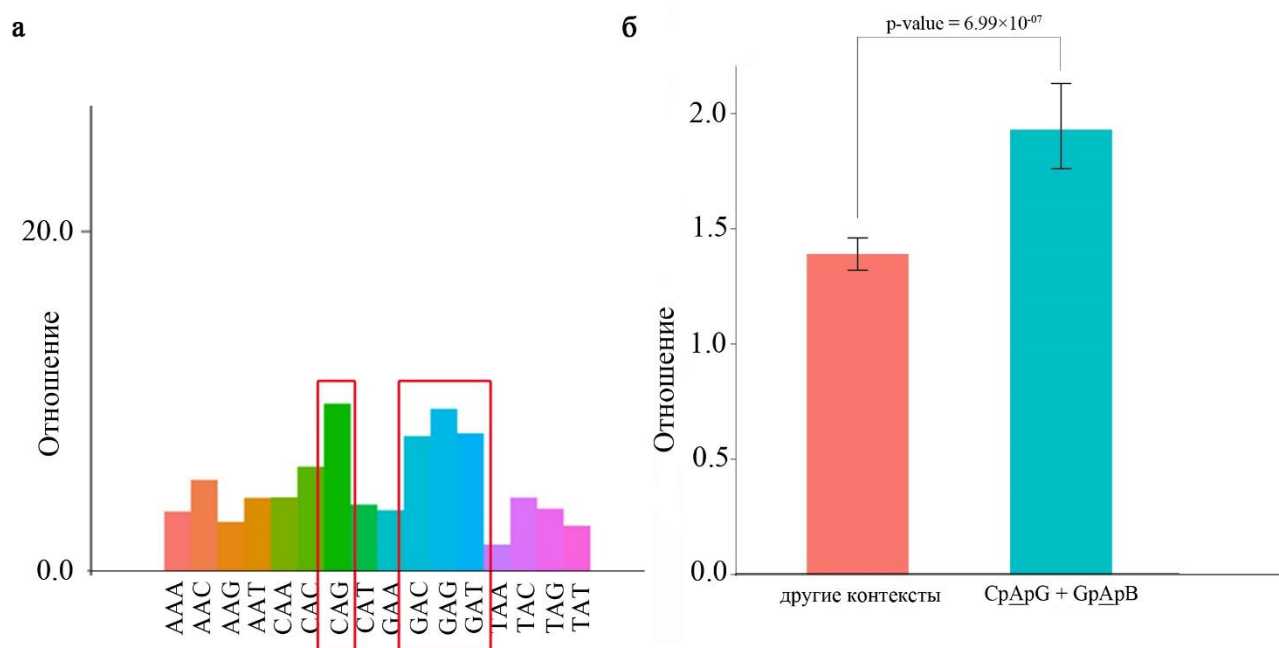 а
Отношение
20.0
0.0
AAA
AAC
AAG
AAT
CAA
CAC
CAG
CAT
GAA
GAC
GAG
GAT
TAA
TAC
TAG
TAT
б
p-value = 6.99×10⁻⁰⁷
Отношение
2.0
1.5
1.0
0.5
0.0
другие контексты
CpApG + GpApB